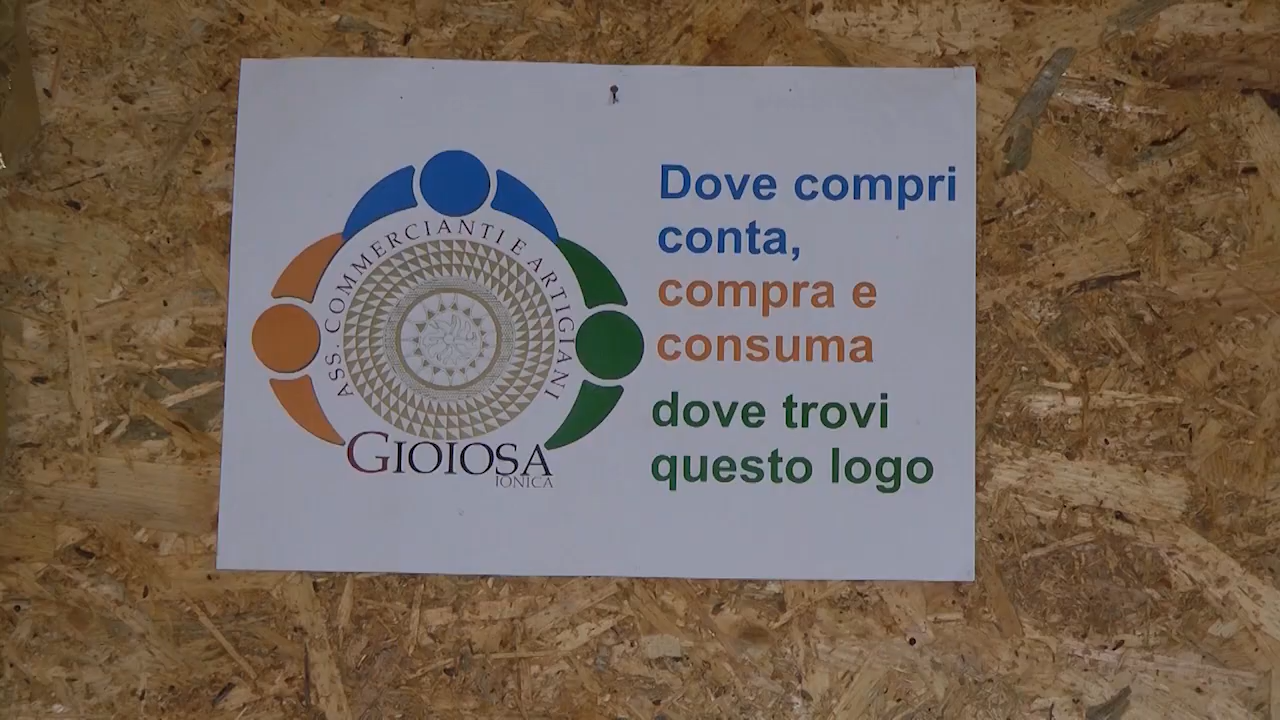 ASS. COMMERCIANTI E ARTIGIANI
GIOIOSA
IONICA
Dove compri
conta,
compra e
consuma
dove trovi
questo logo